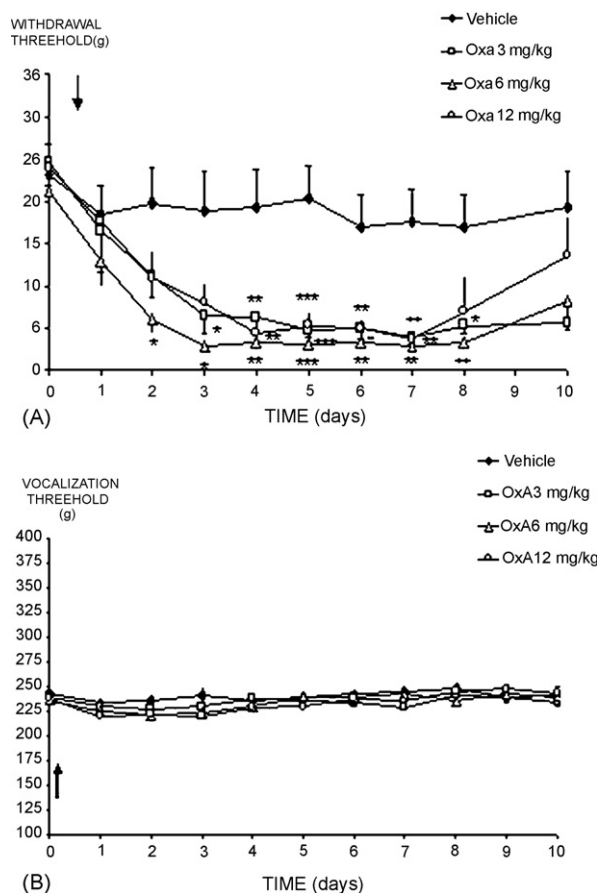 WITHDRAWAL
THREEHOLD(g)
Vehicle
Oxa 3 mg/kg
Oxa 6 mg/kg
Oxa 12 mg/kg
36
30
26
20
15
10
6
0
** *** ** **
* ** *** ** *
* * ** *** ** ** **
0 1 2 3 4 5 6 7 8 10
TIME (days)
(A)
VOCALIZATION
THREEHOLD
(g)
Vehicle
OxA3 mg/kg
OxA6 mg/kg
OxA12 mg/kg
400
375
350
325
300
275
250
225
200
175
150
125
100
0 1 2 3 4 5 6 7 8 9 10
TIME (days)
(B)